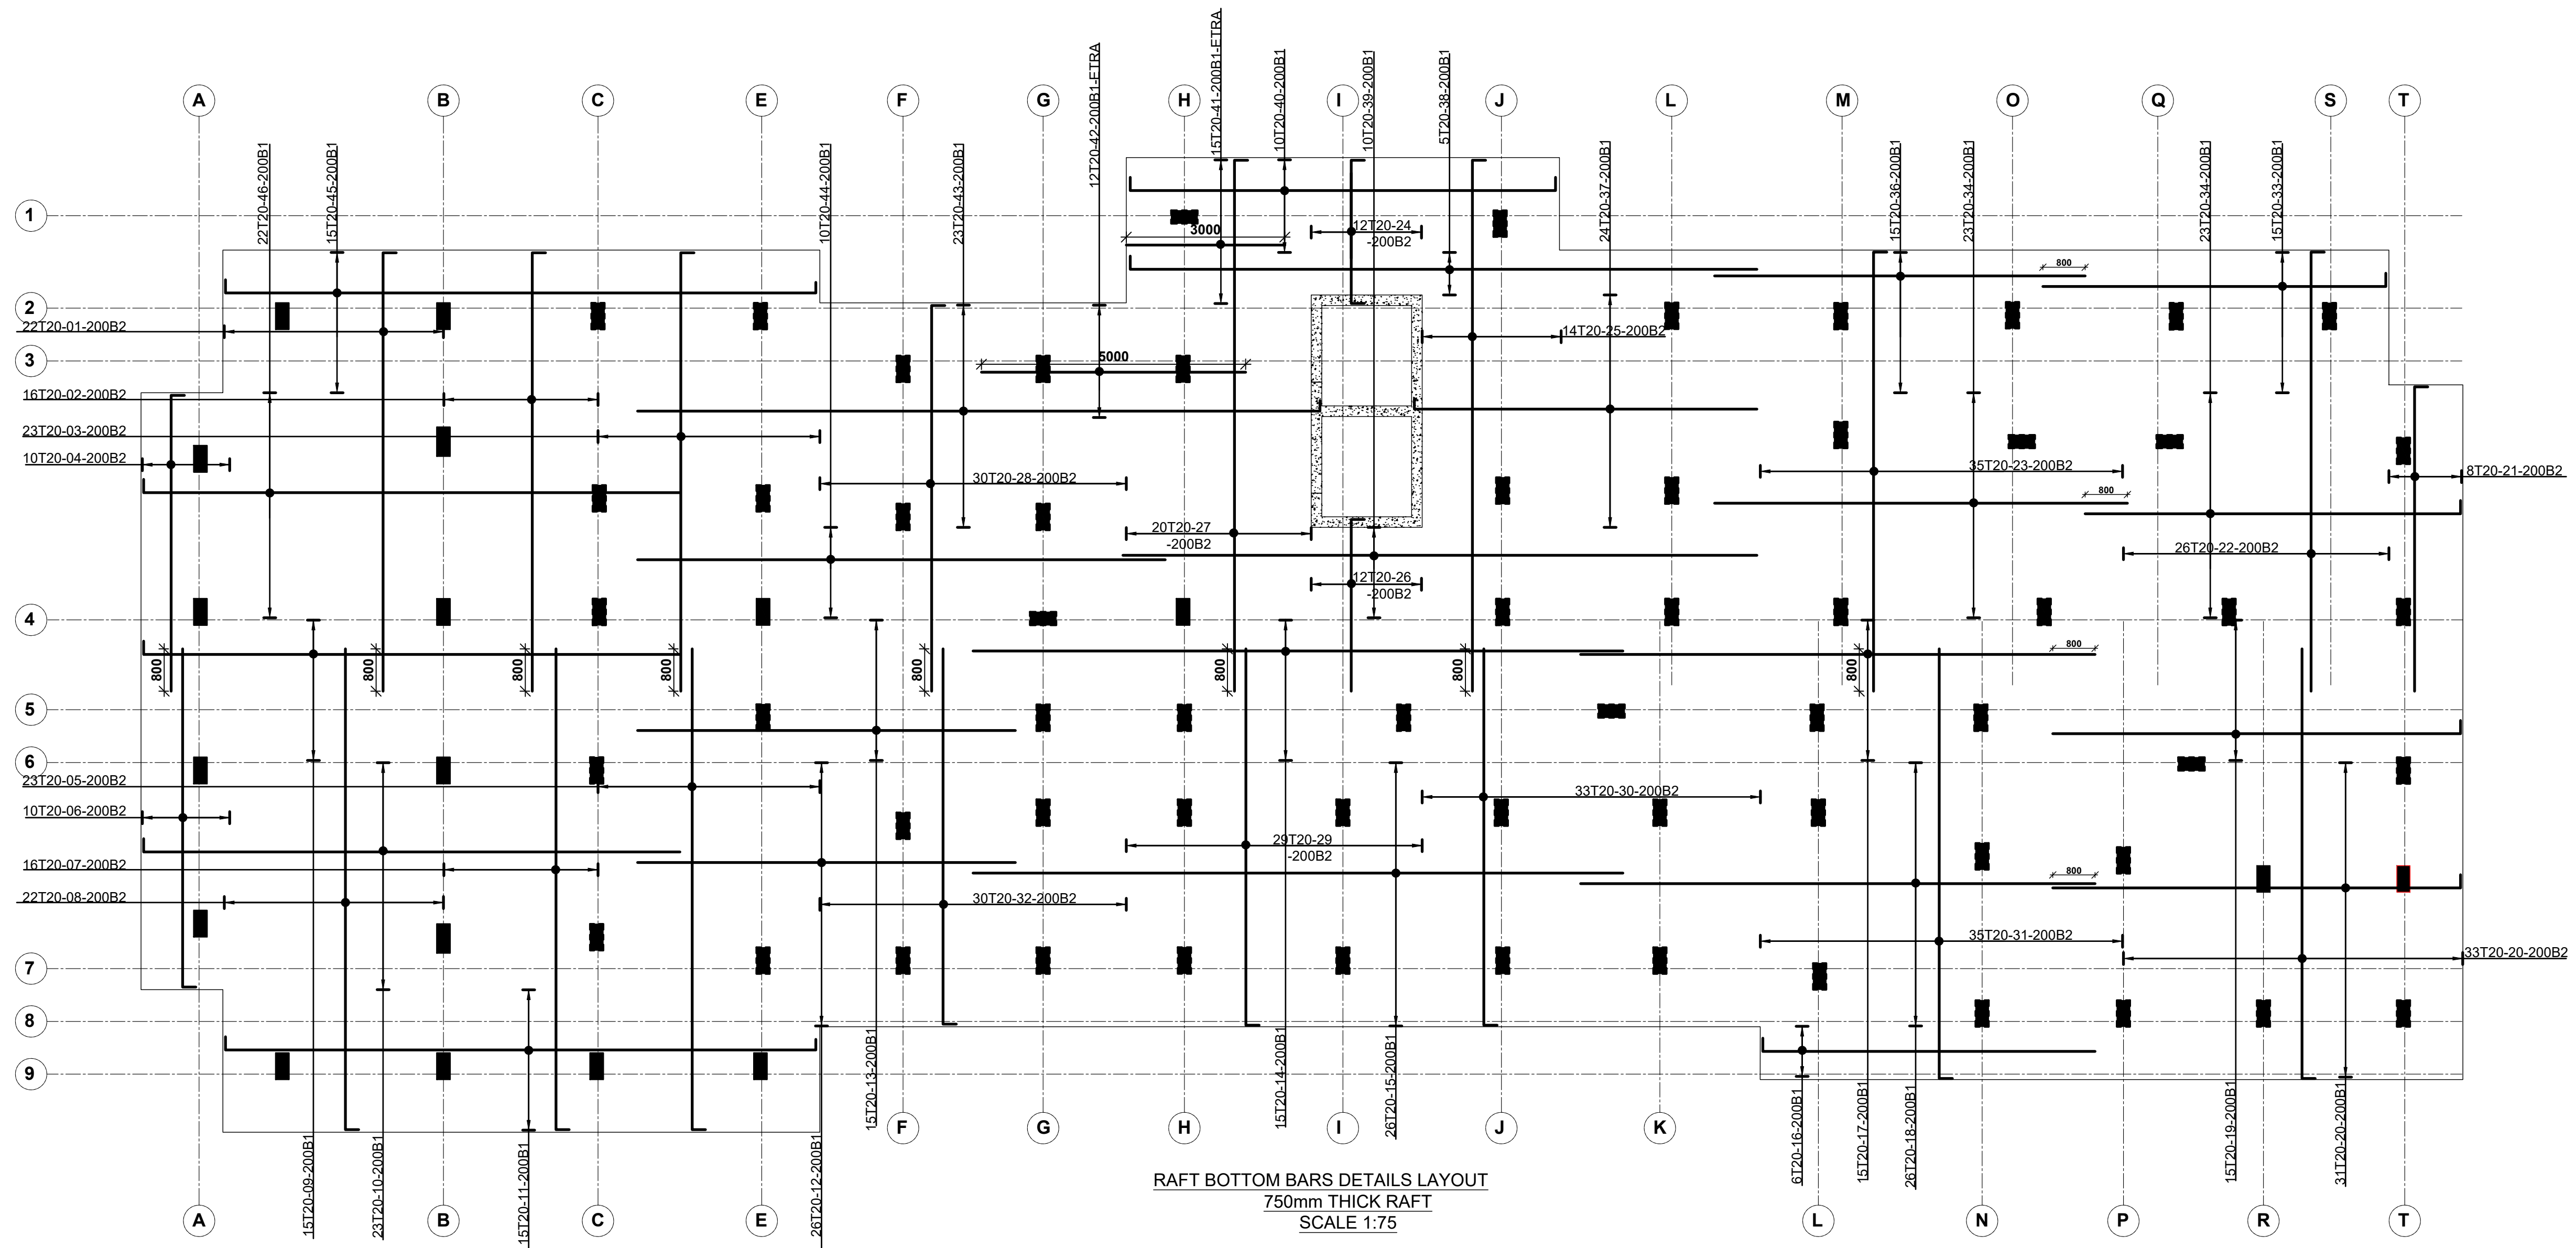 15T20-41-200B1-ETRA
12T20-42-200B1-ETRA
10T20-40-200B1
10T20-39-200B1
5T20-38-200B1
A
B
C
E
F
G
H
I
J
L
M
O
Q
S
T
22T20-46-200B1
15T20-45-200B1
10T20-44-200B1
23T20-43-200B1
24T20-37-200B1
15T20-36-200B1
23T20-34-200B1
23T20-34-200B1
15T20-33-200B1
1
3000
12T20-24
-200B2
800
2
22T20-01-200B2
14T20-25-200B2
3
5000
16T20-02-200B2
23T20-03-200B2
10T20-04-200B2
35T20-23-200B2
8T20-21-200B2
30T20-28-200B2
800
20T20-27
-200B2
26T20-22-200B2
12T20-26
-200B2
4
800
800
800
800
800
800
800
800
800
5
6
23T20-05-200B2
33T20-30-200B2
10T20-06-200B2
29T20-29
-200B2
16T20-07-200B2
800
22T20-08-200B2
30T20-32-200B2
35T20-31-200B2
33T20-20-200B2
7
8
9
15T20-13-200B1
15T20-14-200B1
26T20-15-200B1
6T20-16-200B1
15T20-17-200B1
26T20-18-200B1
15T20-19-200B1
31T20-20-200B1
F
G
H
I
J
K
15T20-09-200B1
23T20-10-200B1
15T20-11-200B1
26T20-12-200B1
RAFT BOTTOM BARS DETAILS LAYOUT
750mm THICK RAFT
SCALE 1:75
A
B
C
E
L
N
P
R
T